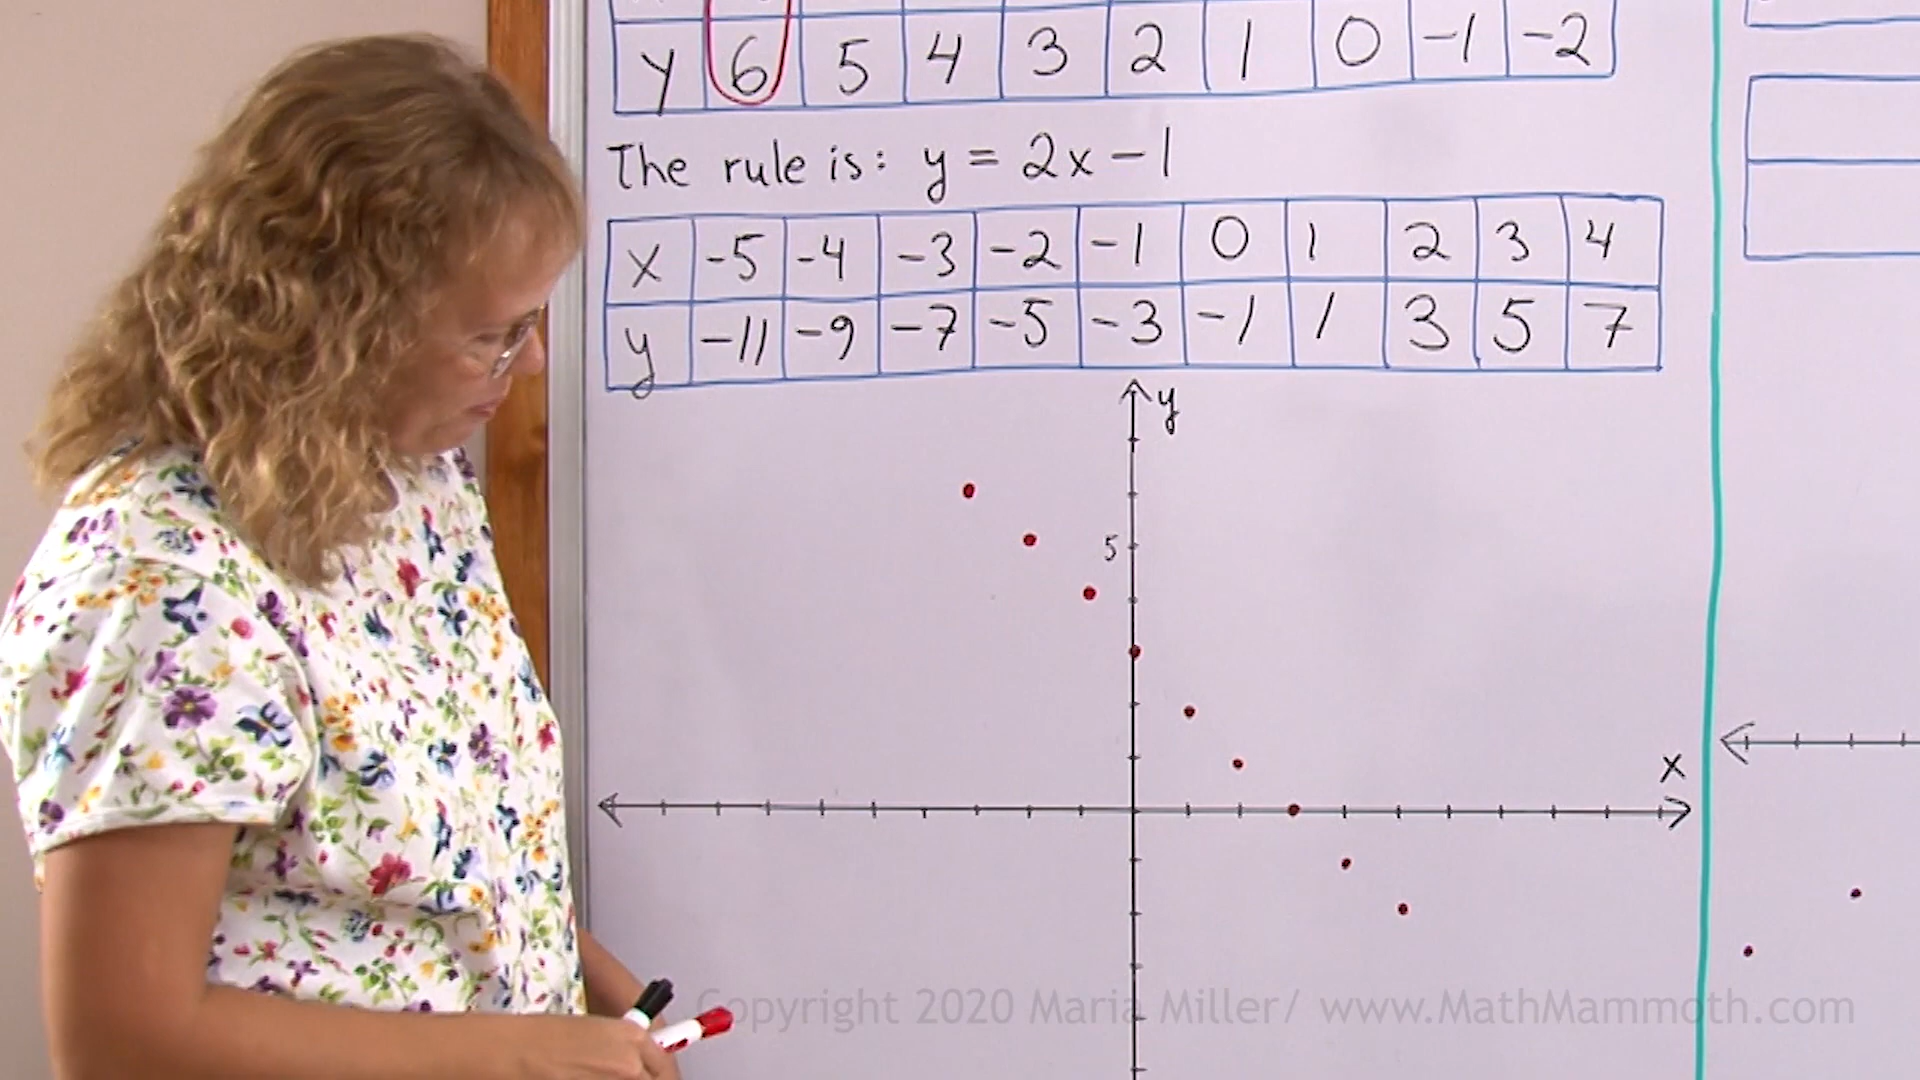 y 6 5 4 3 2 1 0 -1 -2
The rule is: y = 2x - 1
x -5 -4 -3 -2 -1 0 1 2 3 4
y -11 -9 -7 -5 -3 -1 1 3 5 7
y
5
x
Copyright 2020 Maria Miller/ www.MathMammoth.com